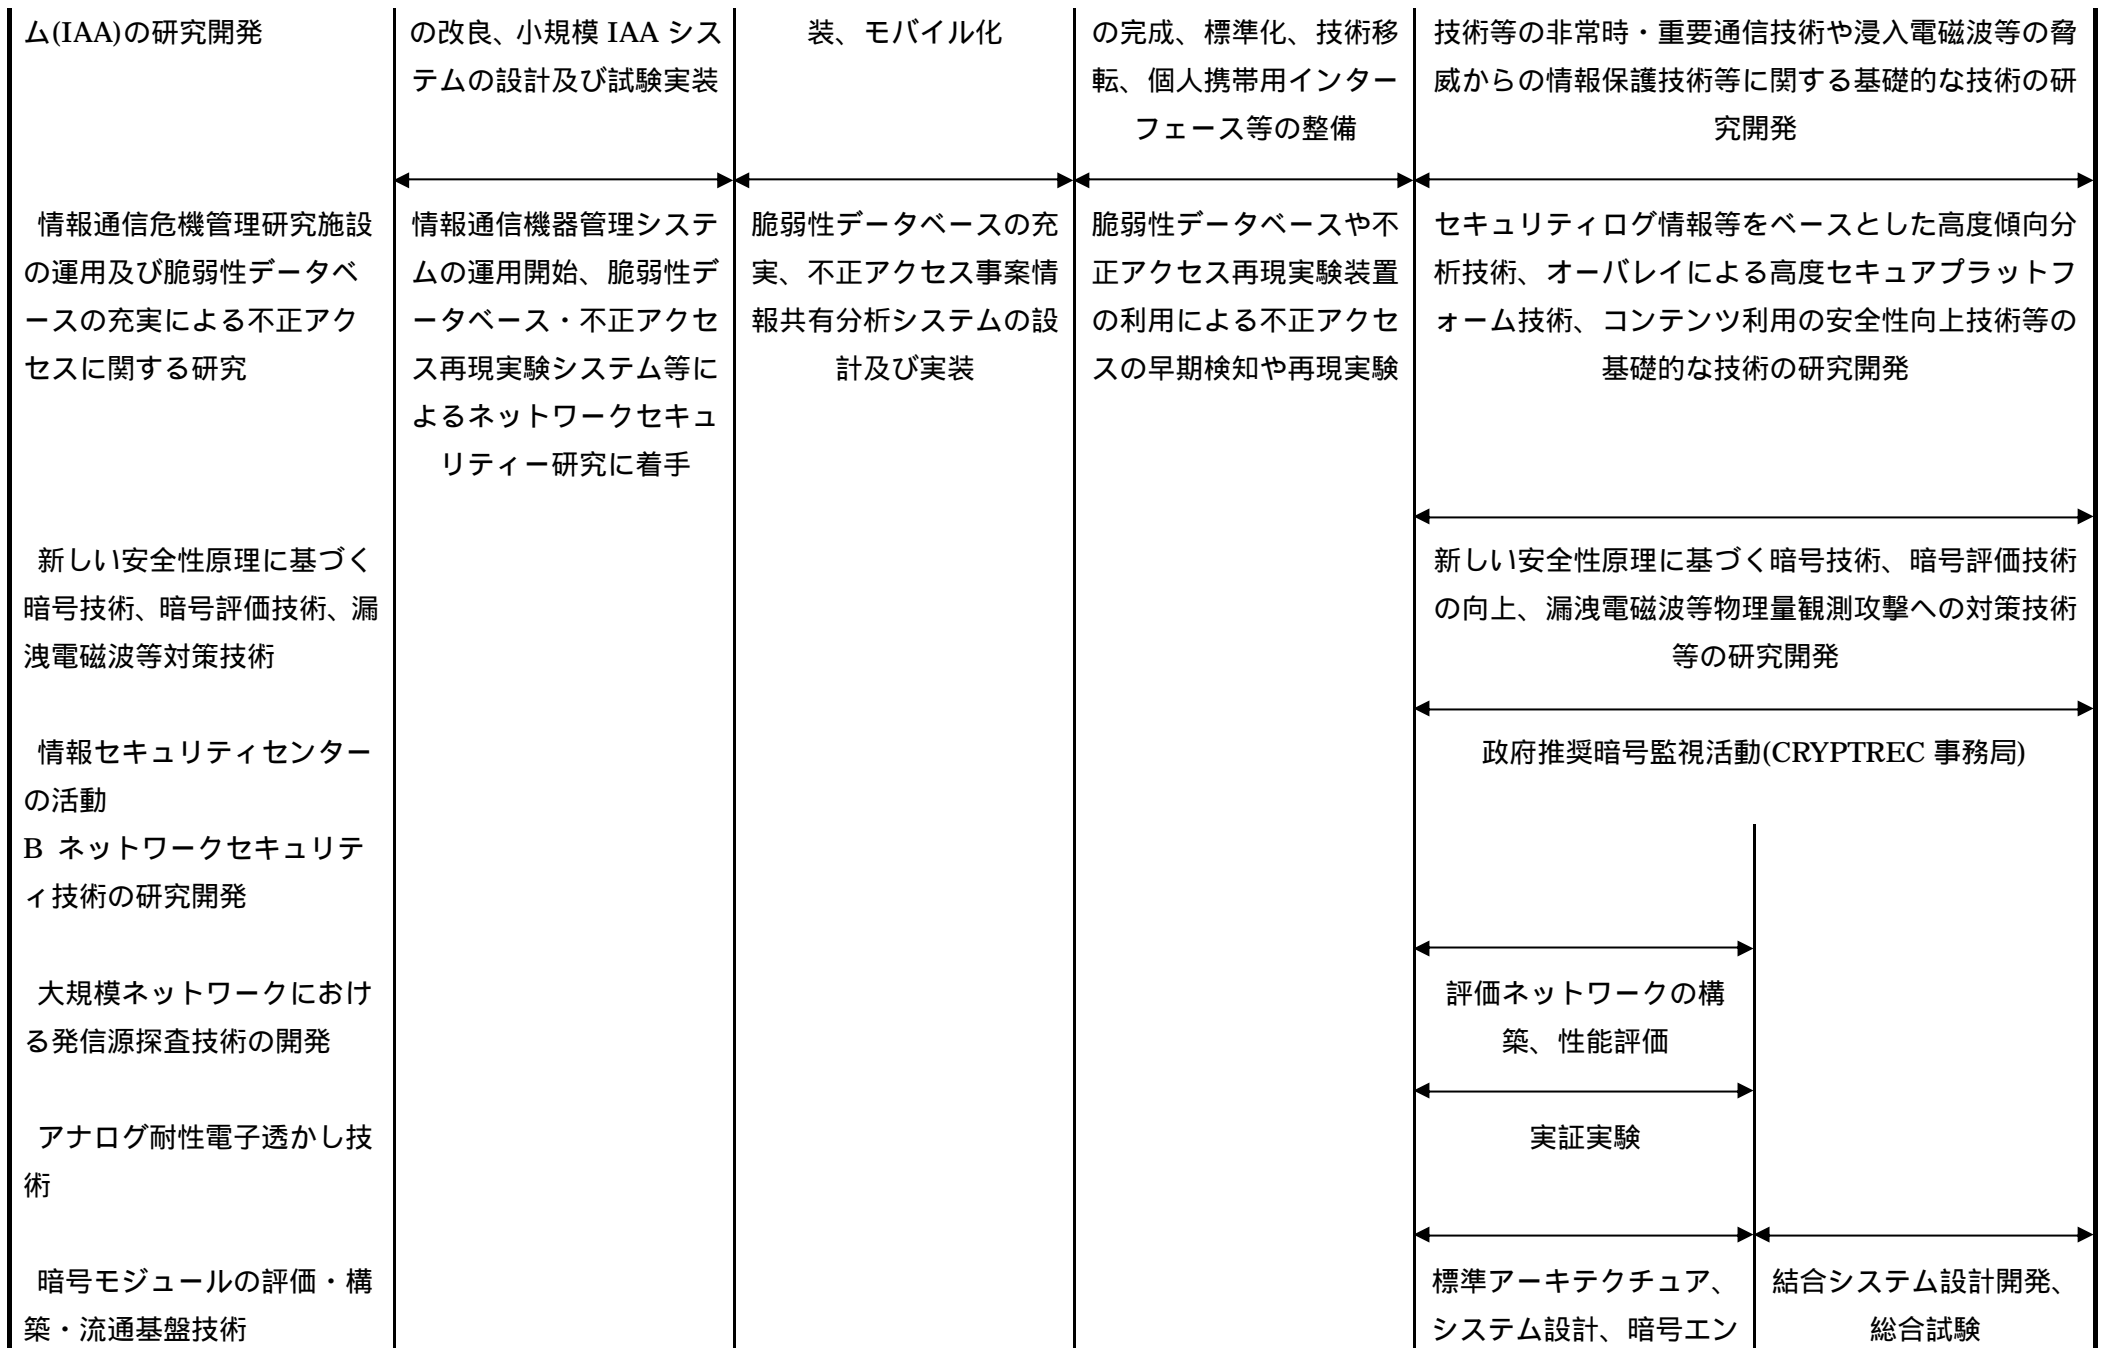 ム(IAA)の研究開発
の改良、小規模 IAA シス
テムの設計及び試験実装
装、モバイル化
の完成、標準化、技術移
転、個人携帯用インター
フェース等の整備
技術等の非常時・重要通信技術や浸入電磁波等の脅
威からの情報保護技術等に関する基礎的な技術の研
究開発
情報通信危機管理研究施設
の運用及び脆弱性データベ
ースの充実による不正アク
セスに関する研究
情報通信機器管理システ
ムの運用開始、脆弱性デ
ータベース・不正アクセ
ス再現実験システム等に
よるネットワークセキュ
リティー研究に着手
脆弱性データベースの充
実、不正アクセス事案情
報共有分析システムの設
計及び実装
脆弱性データベースや不
正アクセス再現実験装置
の利用による不正アクセ
スの早期検知や再現実験
セキュリティログ情報等をベースとした高度傾向分
析技術、オーバレイによる高度セキュアプラットフ
ォーム技術、コンテンツ利用の安全性向上技術等の
基礎的な技術の研究開発
新しい安全性原理に基づく
暗号技術、暗号評価技術、漏
洩電磁波等対策技術
新しい安全性原理に基づく暗号技術、暗号評価技術
の向上、漏洩電磁波等物理量観測攻撃への対策技術
等の研究開発
情報セキュリティセンター
の活動
政府推奨暗号監視活動(CRYPTREC 事務局)
B ネットワークセキュリテ
ィ技術の研究開発
大規模ネットワークにおけ
る発信源探査技術の開発
評価ネットワークの構
築、性能評価
アナログ耐性電子透かし技
術
実証実験
暗号モジュールの評価・構
築・流通基盤技術
標準アーキテクチュア、
システム設計、暗号エン
結合システム設計開発、
総合試験